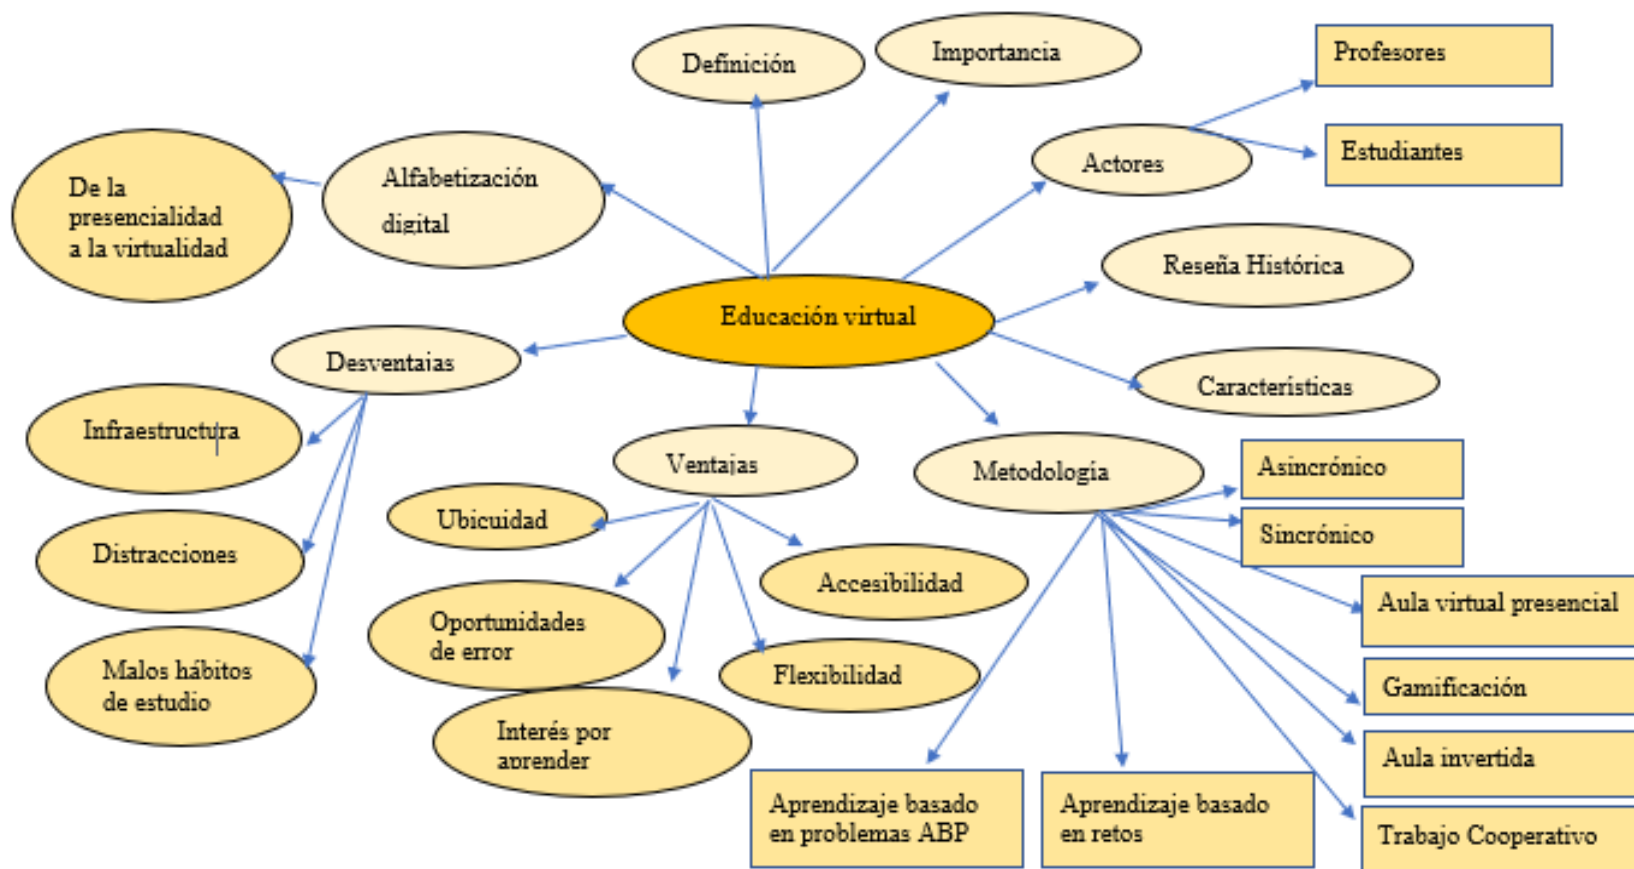 Definición
Importancia
Profesores
Estudiantes
Actores
Alfabetización
digital
De la
presencialidad
a la virtualidad
Reseña Histórica
Educación virtual
Desventajas
Características
Infraestructura
Ventajas
Metodología
Asincrónico
Sincrónico
Ubicuidad
Distracciones
Accesibilidad
Aula virtual presencial
Oportunidades
de error
Malos hábitos
de estudio
Flexibilidad
Gamificación
Interés por
aprender
Aula invertida
Aprendizaje basado
en problemas ABP
Aprendizaje basado
en retos
Trabajo Cooperativo